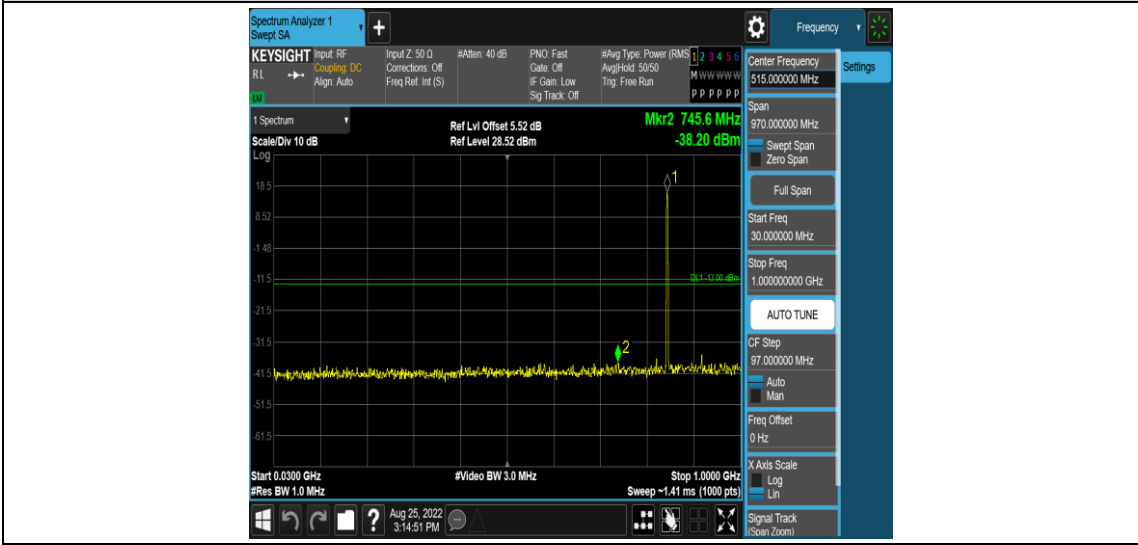 Spectrum Analyzer 1
Swept SA
Frequency
KEYSIGHT
RL
LXI
Input: RF
Coupling: DC
Align: Auto
Input Z: 50 Ω
Corrections: Off
Freq Ref: Int (S)
#Atten: 40 dB
PNO: Fast
Gate: Off
IF Gain: Low
Sig Track: Off
#Avg Type: Power (RMS
Avg|Hold: 50/50
Trig: Free Run
1 2 3 4 5 6
M W W W W W
P P P P P P
1 Spectrum
Scale/Div 10 dB
Log
Ref Lvl Offset 5.52 dB
Ref Level 28.52 dBm
Mkr2 745.6 MHz
-38.20 dBm
1
18.5
8.52
-1.48
-11.5
DL1 -13.00 dBm
-21.5
-31.5
2
-41.5
-51.5
-61.5
Start 0.0300 GHz
#Res BW 1.0 MHz
#Video BW 3.0 MHz
Stop 1.0000 GHz
Sweep ~1.41 ms (1000 pts)
Aug 25, 2022
3:14:51 PM
Center Frequency
515.000000 MHz
Settings
Span
970.000000 MHz
Swept Span
Zero Span
Full Span
Start Freq
30.000000 MHz
Stop Freq
1.000000000 GHz
AUTO TUNE
CF Step
97.000000 MHz
Auto
Man
Freq Offset
0 Hz
X Axis Scale
Log
Lin
Signal Track
(Span Zoom)